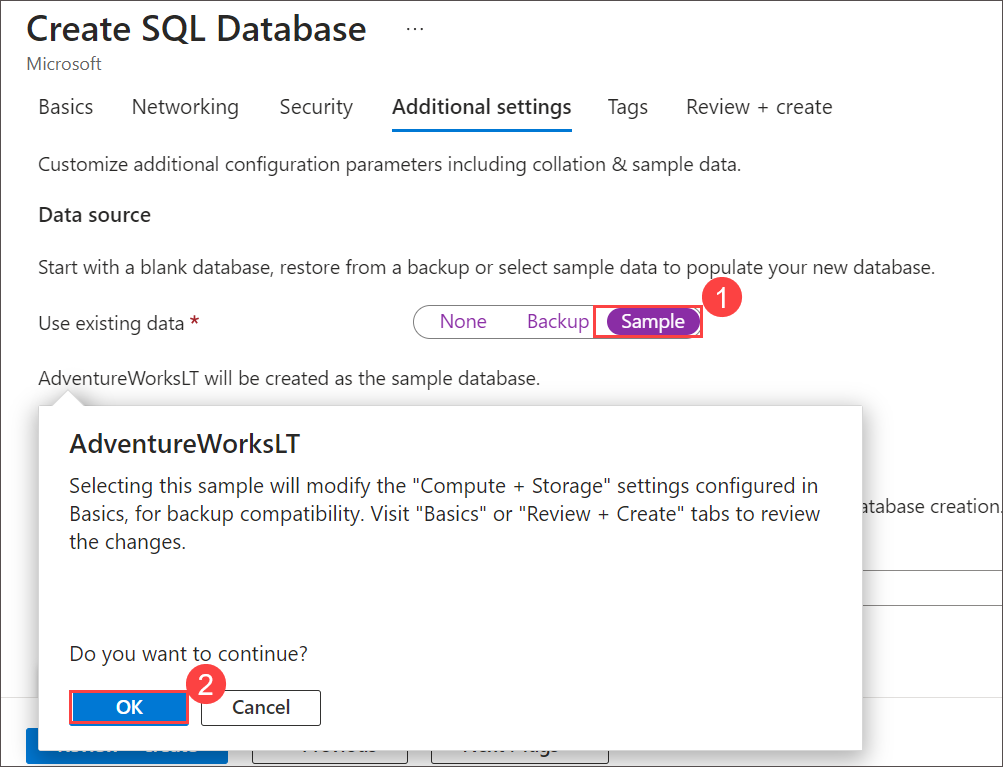 Create SQL Database ...
Microsoft
Basics Networking Security Additional settings Tags Review + create
Customize additional configuration parameters including collation & sample data.
Data source
Start with a blank database, restore from a backup or select sample data to populate your new database.
1
Use existing data * None Backup Sample
AdventureWorksLT will be created as the sample database.
AdventureWorksLT
Selecting this sample will modify the "Compute + Storage" settings configured in
Basics, for backup compatibility. Visit "Basics" or "Review + Create" tabs to review
the changes.
atabase creation.
Do you want to continue?
2
OK Cancel